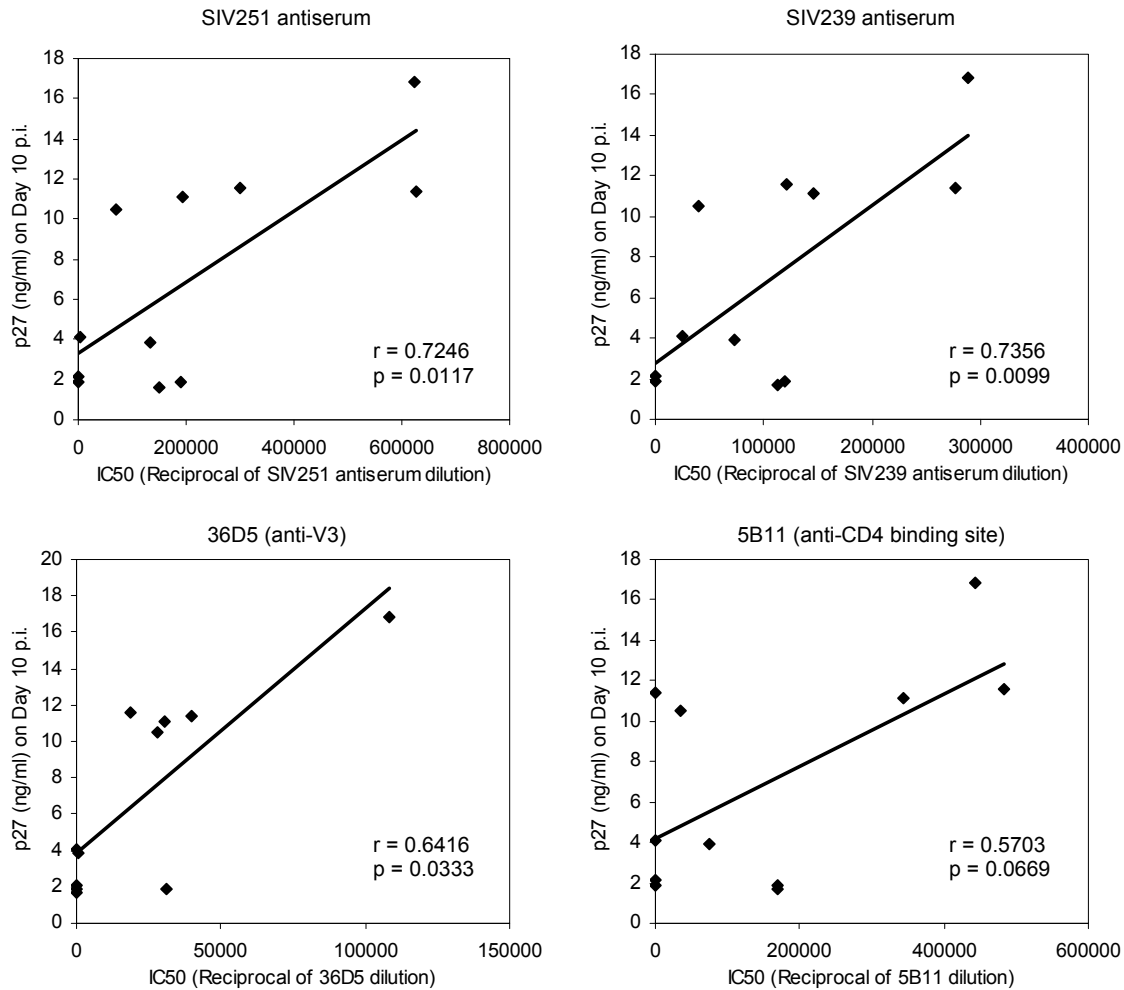 SIV251 antiserum
p27 (ng/ml) on Day 10 p.i.
18
16
14
12
10
8
6
4
2
0
r = 0.7246
p = 0.0117
0 200000 400000 600000 800000
IC50 (Reciprocal of SIV251 antiserum dilution)
SIV239 antiserum
p27 (ng/ml) on Day 10 p.i.
18
16
14
12
10
8
6
4
2
0
r = 0.7356
p = 0.0099
0 100000 200000 300000 400000
IC50 (Reciprocal of SIV239 antiserum dilution)
36D5 (anti-V3)
p27 (ng/ml) on Day 10 p.i.
20
18
16
14
12
10
8
6
4
2
0
r = 0.6416
p = 0.0333
0 50000 100000 150000
IC50 (Reciprocal of 36D5 dilution)
5B11 (anti-CD4 binding site)
p27 (ng/ml) on Day 10 p.i.
18
16
14
12
10
8
6
4
2
0
r = 0.5703
p = 0.0669
0 200000 400000 600000
IC50 (Reciprocal of 5B11 dilution)